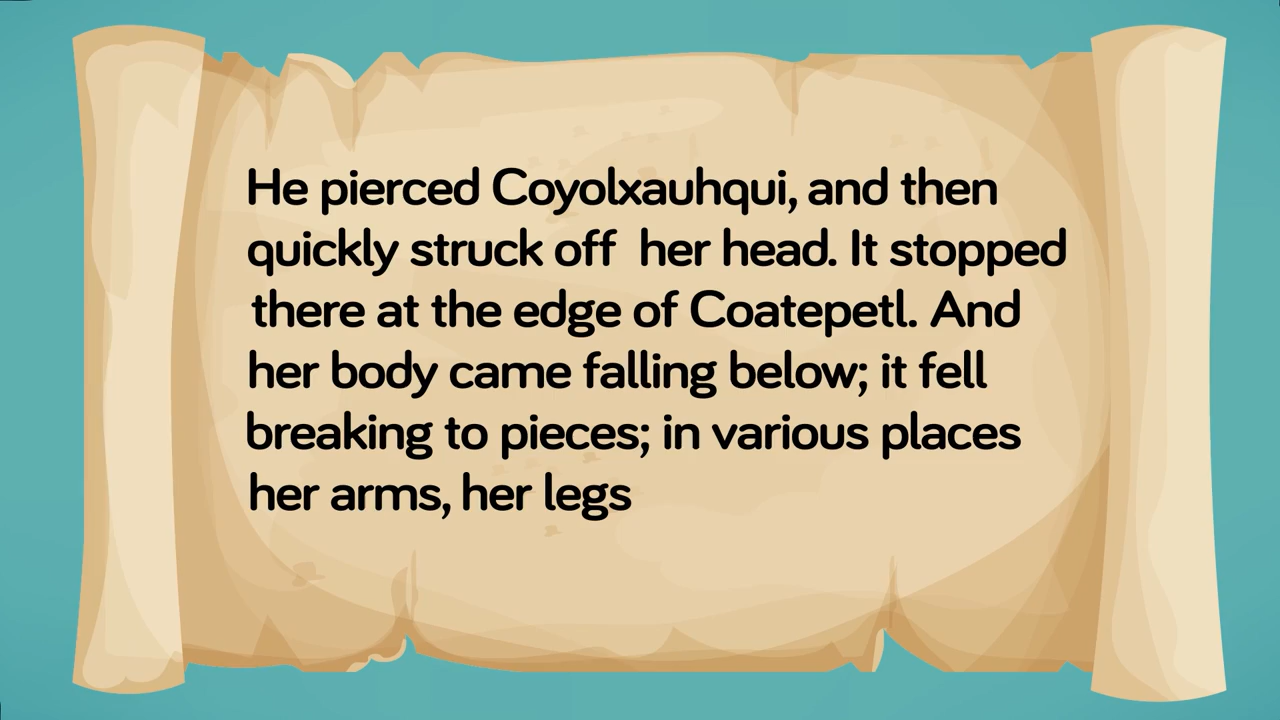 He pierced Coyolxauhqui, and then
quickly struck off her head. It stopped
there at the edge of Coatepetl. And
her body came falling below; it fell
breaking to pieces; in various places
her arms, her legs